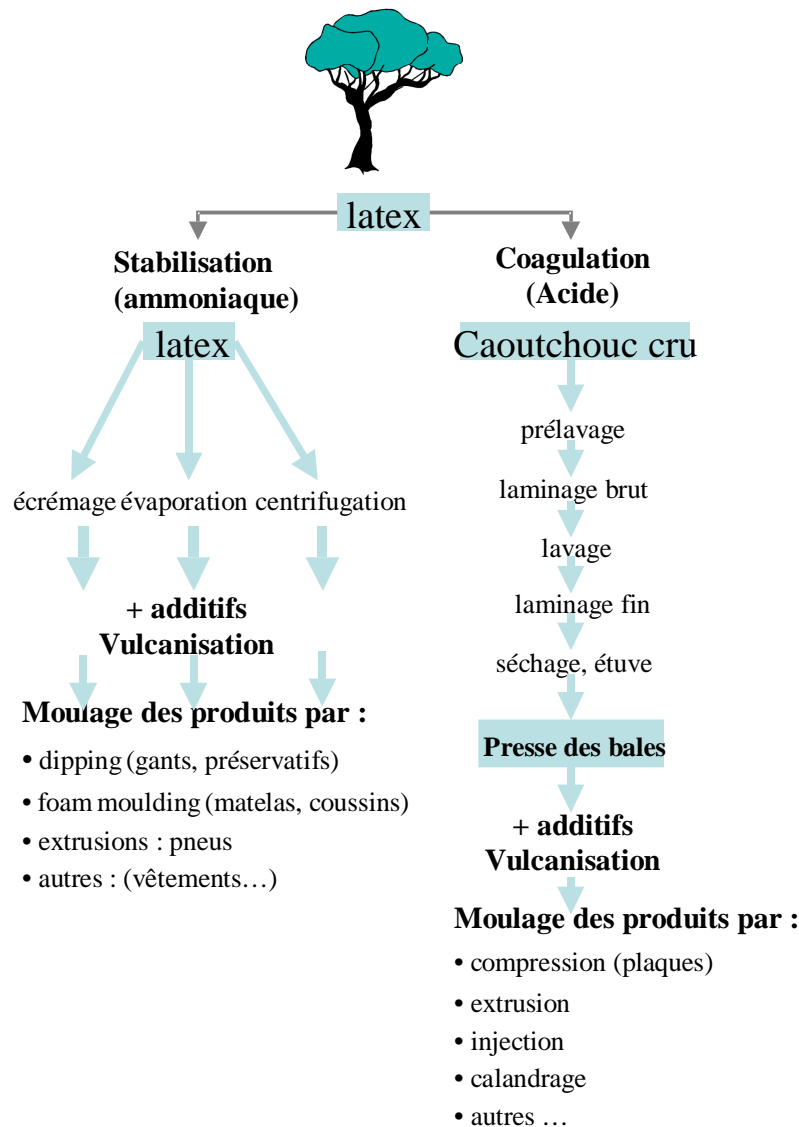 latex
Stabilisation
(ammoniaque)
latex
écrémage évaporation centrifugation
+ additifs
Vulcanisation
Moulage des produits par :
• dipping (gants, préservatifs)
• foam moulding (matelas, coussins)
• extrusions : pneus
• autres : (vêtements…)
Coagulation
(Acide)
Caoutchouc cru
prélavage
laminage brut
lavage
laminage fin
séchage, étuve
Presse des bales
+ additifs
Vulcanisation
Moulage des produits par :
• compression (plaques)
• extrusion
• injection
• calandrage
• autres …